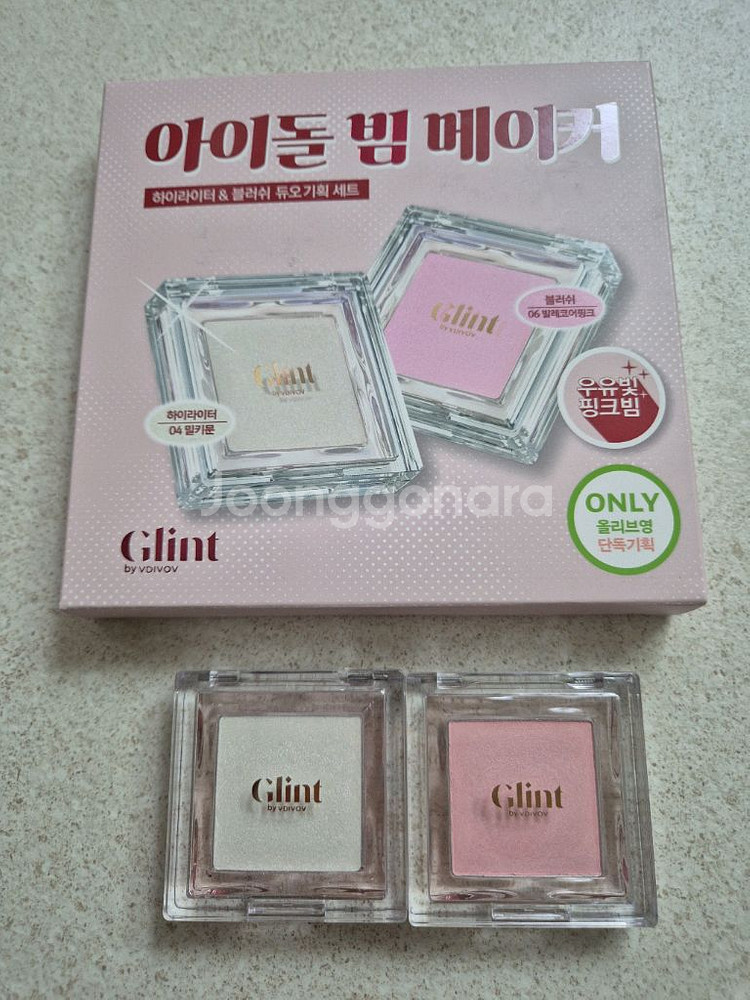 아이돌 빔 메이커
하이라이터 & 블러쉬 듀오 기획 세트
Glint
by VDIVOV
블러쉬
06 발레코어핑크
Glint
by VDIVOV
하이라이터
04 밀키문
우유빛
핑크빔
Joonggonara
ONLY
올리브영
단독기획
Glint
by VDIVOV
Glint
by VDIVOV
Glint
by VDIVOV